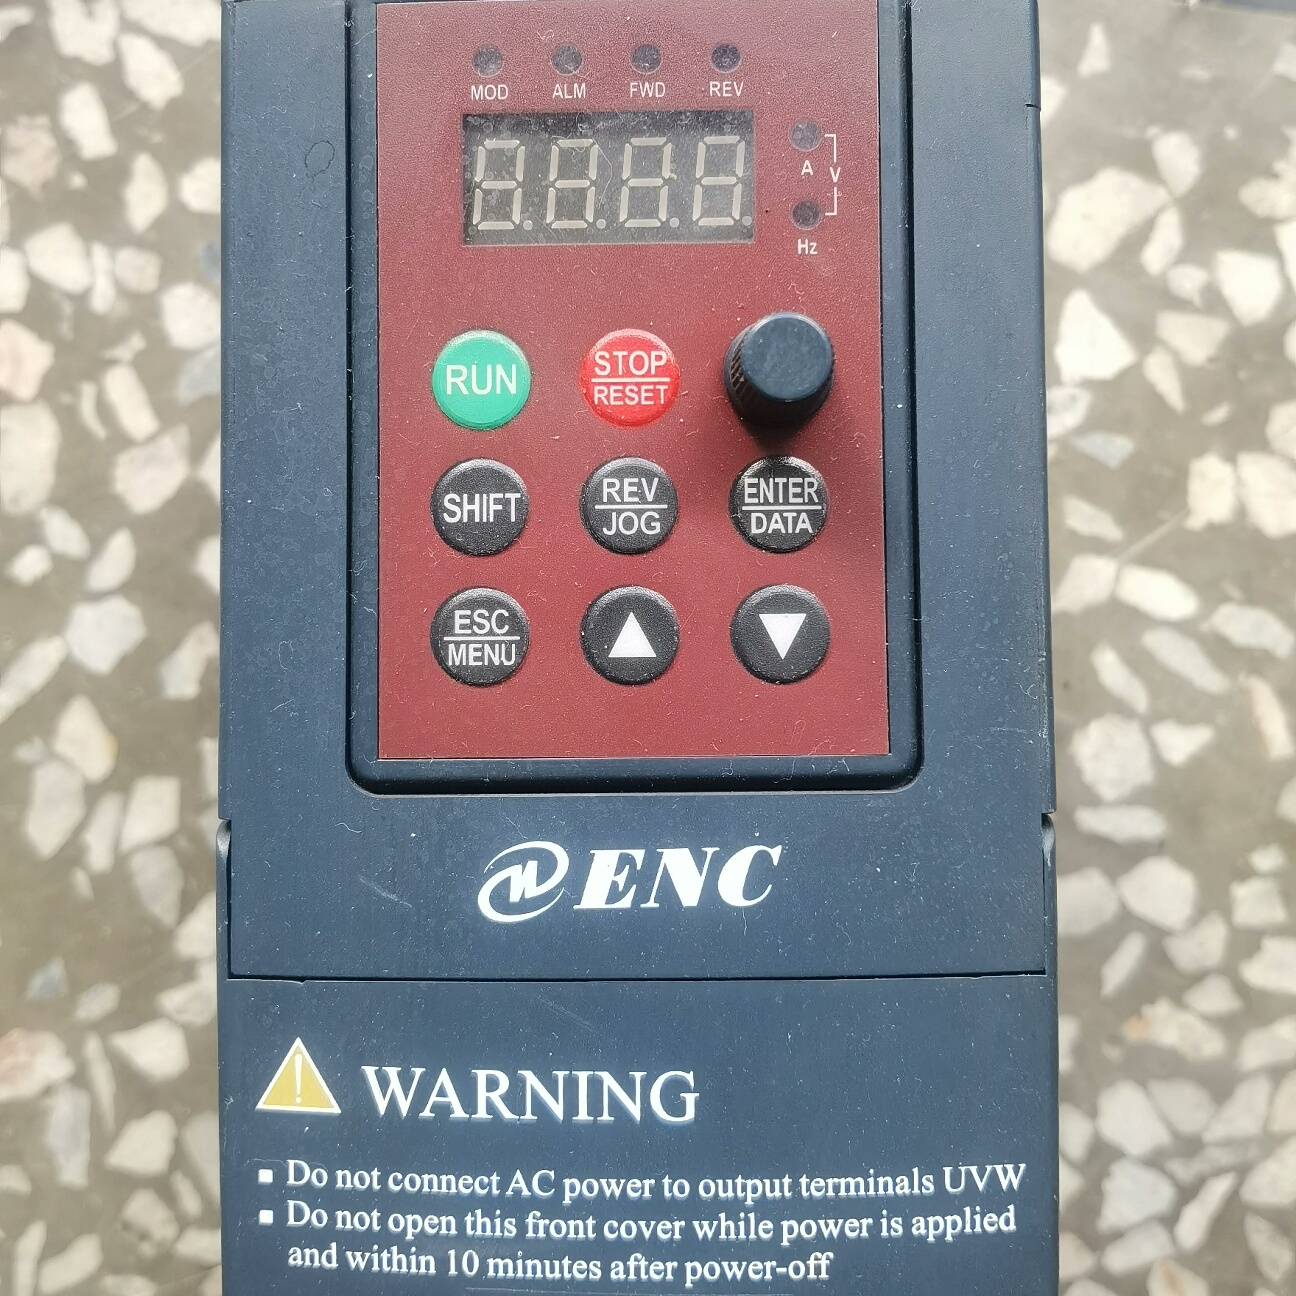 MOD ALM FWD REV
A
V
Hz
RUN STOP
RESET
SHIFT REV
JOG ENTER
DATA
ESC
MENU
ENC
WARNING
▪ Do not connect AC power to output terminals UVW
▪ Do not open this front cover while power is applied
and within 10 minutes after power-off